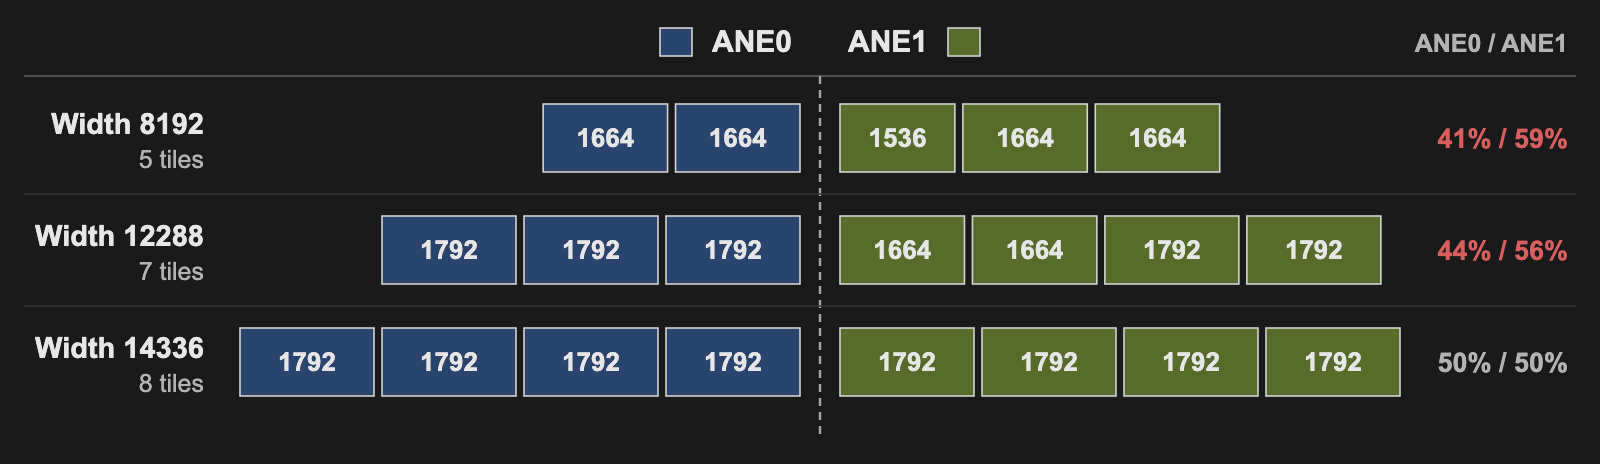 ANE0 ANE1 ANE0 / ANE1
Width 8192
5 tiles
1664 1664 1536 1664 1664 41% / 59%
Width 12288
7 tiles
1792 1792 1792 1664 1664 1792 1792 44% / 56%
Width 14336
8 tiles
1792 1792 1792 1792 1792 1792 1792 1792 50% / 50%